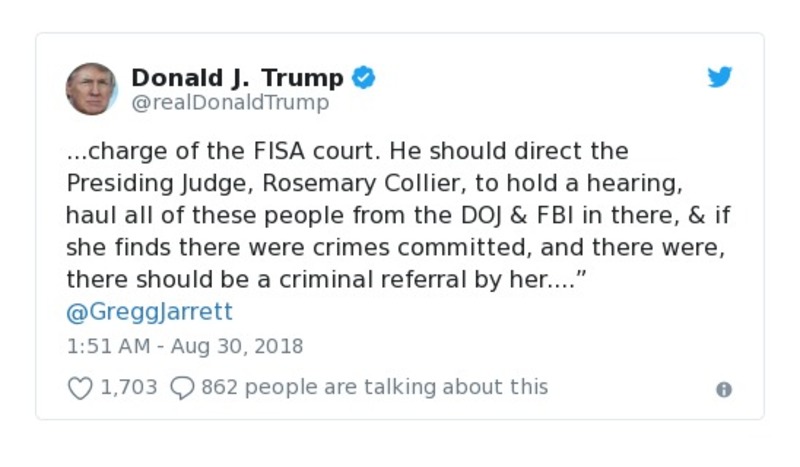 Donald J. Trump
@realDonaldTrump
...charge of the FISA court. He should direct the
Presiding Judge, Rosemary Collier, to hold a hearing,
haul all of these people from the DOJ & FBI in there, & if
she finds there were crimes committed, and there were,
there should be a criminal referral by her....”
@GreggJarrett
1:51 AM - Aug 30, 2018
1,703 862 people are talking about this